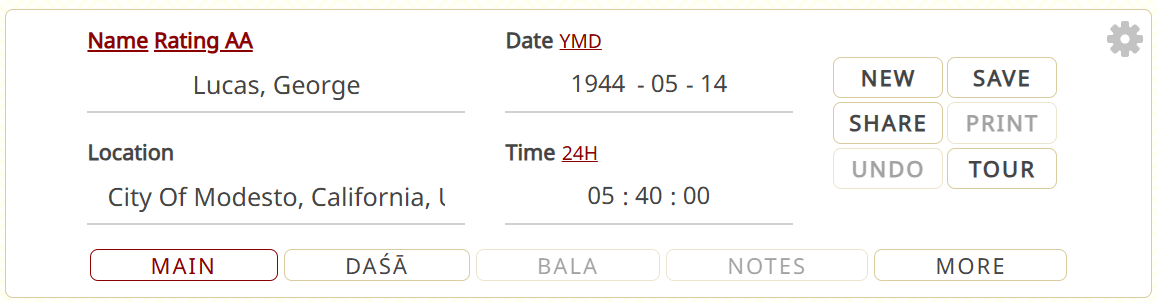 Name Rating AA
Date YMD
Lucas, George
1944 - 05 - 14
NEW SAVE
SHARE PRINT
Location
Time 24H
UNDO TOUR
City Of Modesto, California,
05 : 40 : 00
MAIN DAŚĀ BALA NOTES MORE